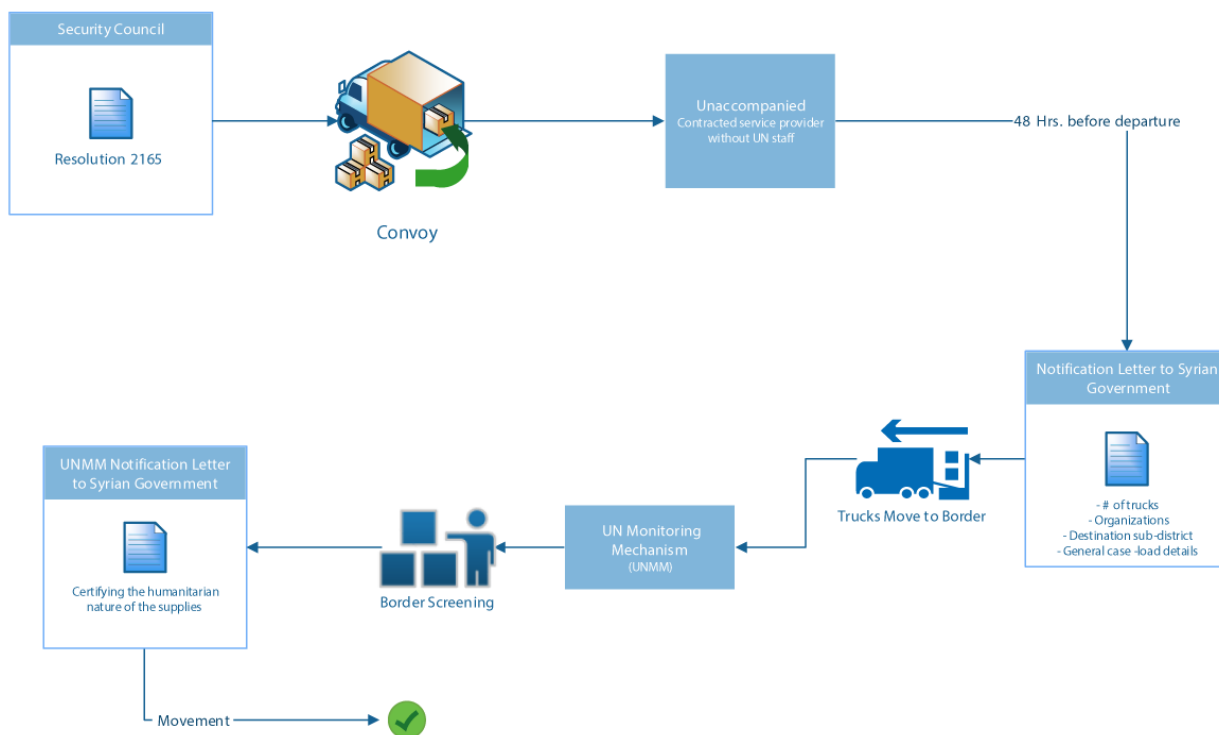 Security Council
Resolution 2165
Convoy
Unaccompanied
Contracted service provider
without UN staff
48 Hrs. before departure
Notification Letter to Syrian
Government
- # of trucks
- Organizations
- Destination sub-district
- General case -load details
Trucks Move to Border
UN Monitoring
Mechanism
(UNMM)
Border Screening
UNMM Notification Letter
to Syrian Government
Certifying the humanitarian
nature of the supplies
Movement